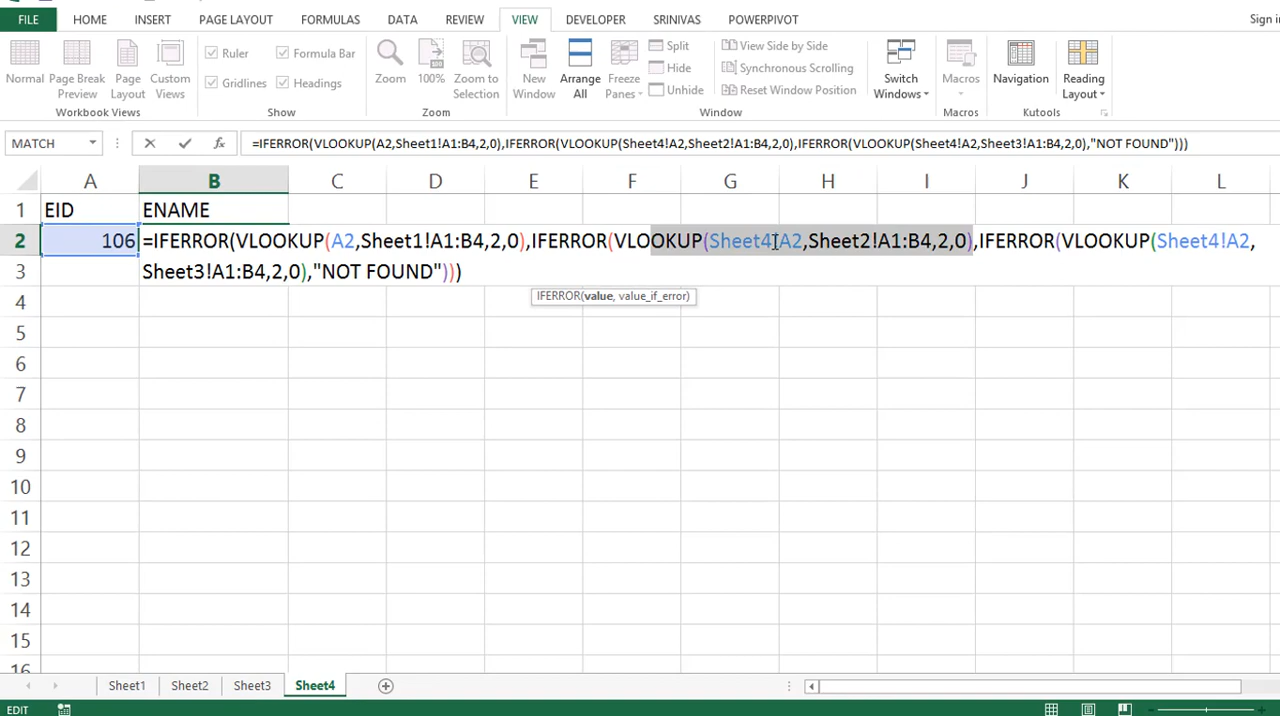 FILE HOME INSERT PAGE LAYOUT FORMULAS DATA REVIEW VIEW DEVELOPER SRINIVAS POWERPIVOT Sign in
Ruler Formula Bar Split View Side by Side
Hide Synchronous Scrolling
Gridlines Headings Unhide Reset Window Position
Normal Page Break Preview Page Layout Custom Views Zoom 100% Zoom to Selection New Window Arrange All Freeze Panes Switch Windows Macros Navigation Reading Layout
Workbook Views Show Zoom Window Macros Kutools
MATCH fx =IFERROR(VLOOKUP(A2,Sheet1!A1:B4,2,0),IFERROR(VLOOKUP(Sheet4!A2,Sheet2!A1:B4,2,0),IFERROR(VLOOKUP(Sheet4!A2,Sheet3!A1:B4,2,0),"NOT FOUND")))
A B C D E F G H I J K L
1 EID ENAME
2 106 =IFERROR(VLOOKUP(A2,Sheet1!A1:B4,2,0),IFERROR(VLOOKUP(Sheet4!A2,Sheet2!A1:B4,2,0),IFERROR(VLOOKUP(Sheet4!A2,
3 Sheet3!A1:B4,2,0),"NOT FOUND")))
IFERROR(value, value_if_error)
4
5
6
7
8
9
10
11
12
13
14
15
16
Sheet1 Sheet2 Sheet3 Sheet4
EDIT